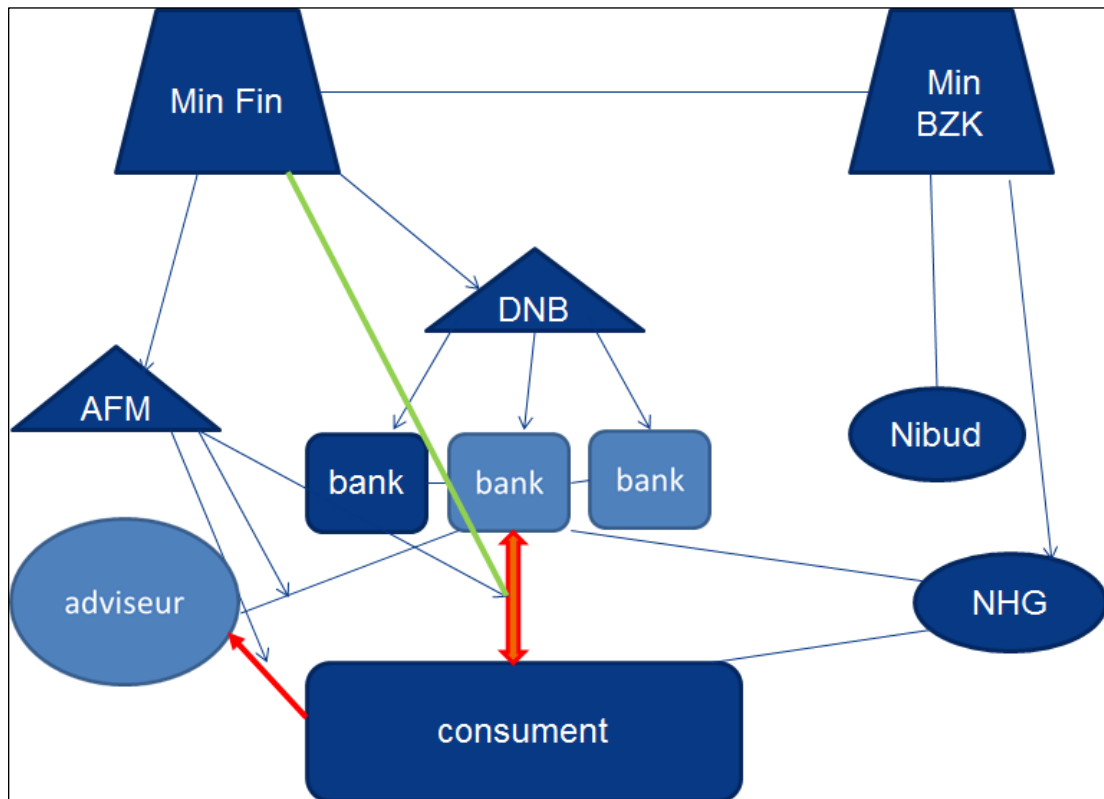 Min Fin
Min
BZK
DNB
AFM
Nibud
bank
bank
bank
adviseur
NHG
consument